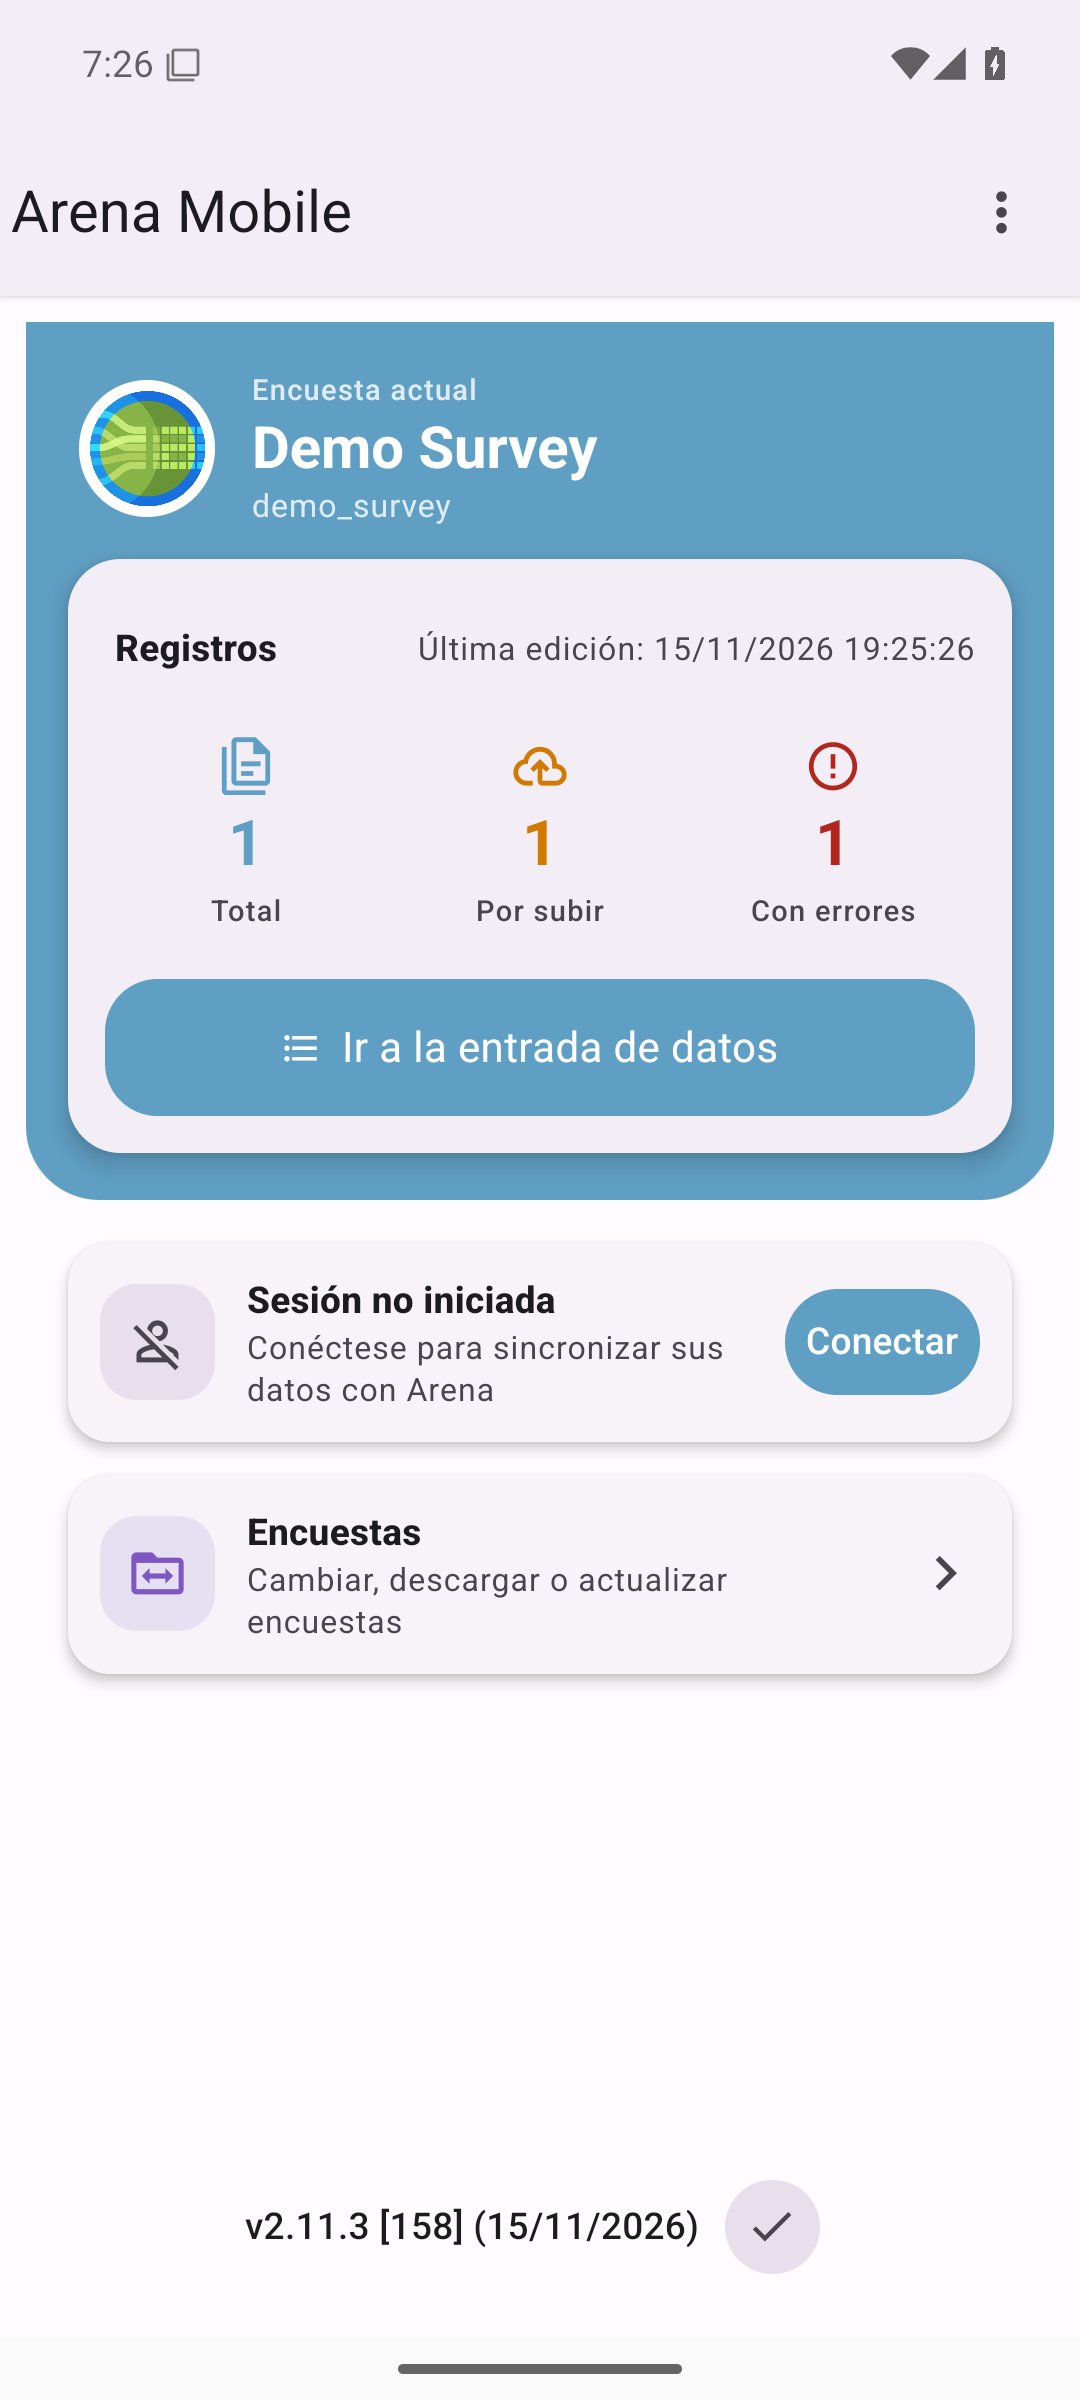 7:26
Arena Mobile
Encuesta actual
Demo Survey
demo_survey
Registros
Última edición: 15/11/2026 19:25:26
1
1
1
Total
Por subir
Con errores
Ir a la entrada de datos
Sesión no iniciada
Conéctese para sincronizar sus
datos con Arena
Conectar
Encuestas
Cambiar, descargar o actualizar
encuestas
v2.11.3 [158] (15/11/2026)